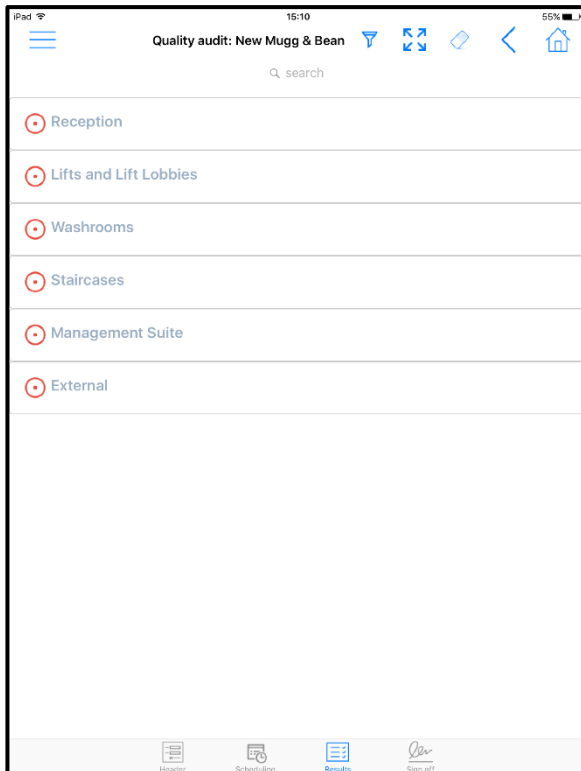 iPad 15:10 55%
Quality audit: New Mugg & Bean
search
Reception
Lifts and Lift Lobbies
Washrooms
Staircases
Management Suite
External
Header Scheduling Results Sign off